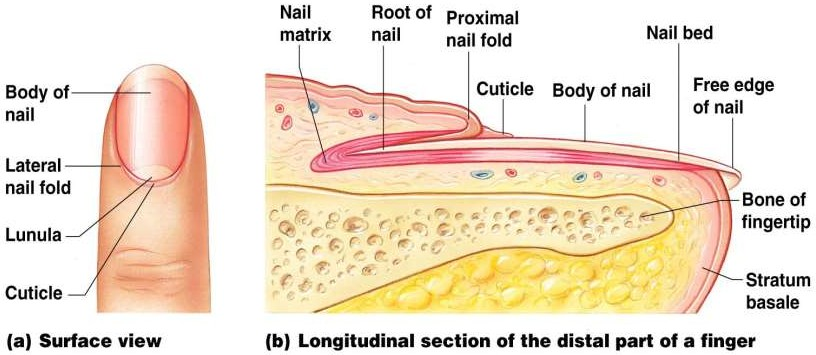 Body of
nail
Lateral
nail fold
Lunula
Cuticle
(a) Surface view
Nail
matrix
Root of
nail
Proximal
nail fold
Cuticle
Body of nail
Nail bed
Free edge
of nail
Bone of
fingertip
Stratum
basale
(b) Longitudinal section of the distal part of a finger